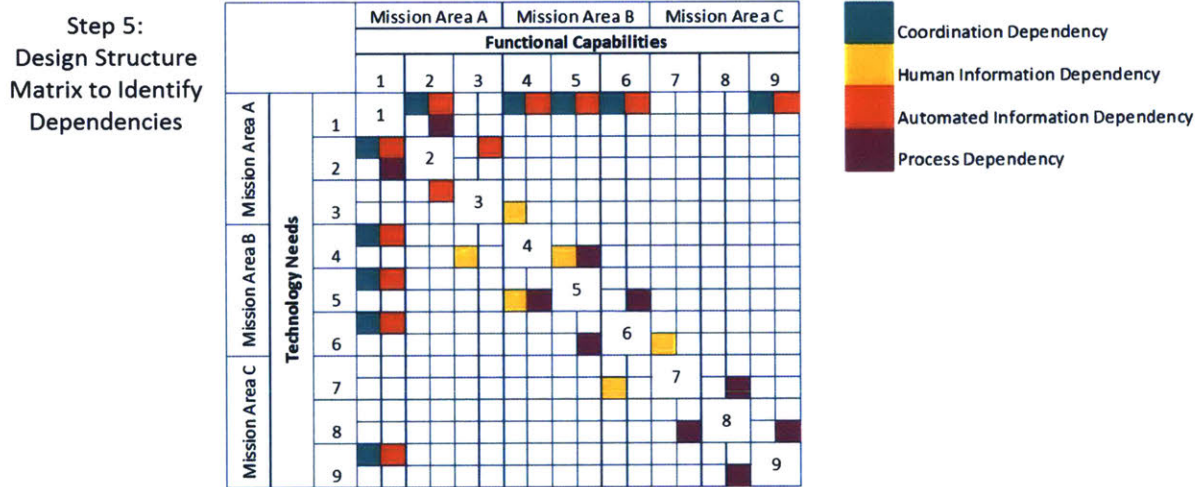 Step 5:
Design Structure
Matrix to Identify
Dependencies
Mission Area A Mission Area B Mission Area C
Functional Capabilities
1 2 3 4 5 6 7 8 9
Mission Area A
Mission Area B
Mission Area C
Technology Needs
1 1
2 2
3 3
4 4
5 5
6 6
7 7
8 8
9 9
Coordination Dependency
Human Information Dependency
Automated Information Dependency
Process Dependency